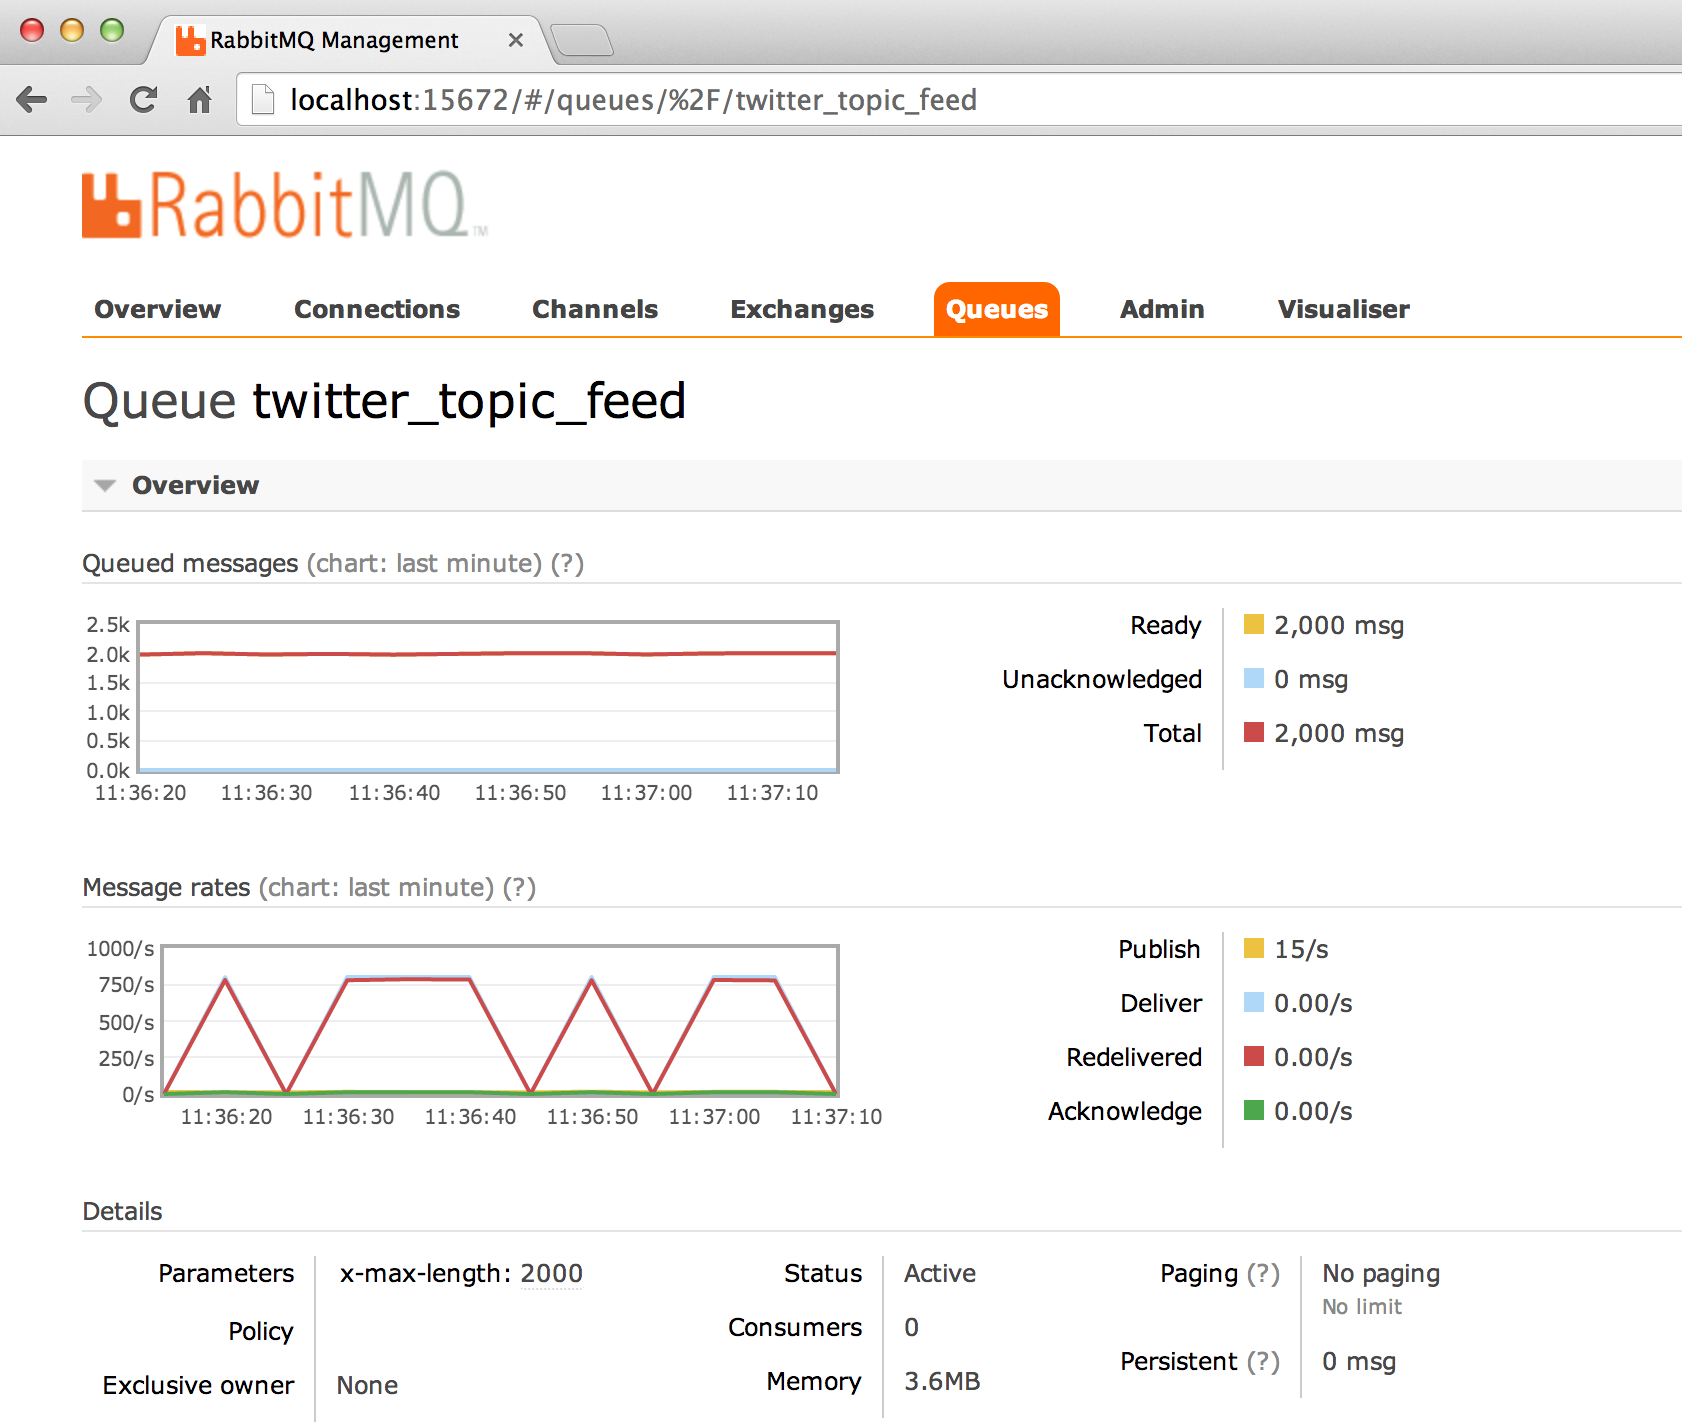 RabbitMQ Management
localhost:15672/#/queues/%2F/twitter_topic_feed
RabbitMQ™
Overview Connections Channels Exchanges Queues Admin Visualiser
Queue twitter_topic_feed
Overview
Queued messages (chart: last minute) (?)
2.5k
2.0k
1.5k
1.0k
0.5k
0.0k
11:36:20 11:36:30 11:36:40 11:36:50 11:37:00 11:37:10
Ready 2,000 msg
Unacknowledged 0 msg
Total 2,000 msg
Message rates (chart: last minute) (?)
1000/s
750/s
500/s
250/s
0/s
11:36:20 11:36:30 11:36:40 11:36:50 11:37:00 11:37:10
Publish 15/s
Deliver 0.00/s
Redelivered 0.00/s
Acknowledge 0.00/s
Details
Parameters x-max-length: 2000
Policy
Exclusive owner None
Status Active
Consumers 0
Memory 3.6MB
Paging (?) No paging
No limit
Persistent (?) 0 msg